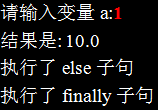 请输入变量 a:1
结果是: 10.0
执行了 else 子句
执行了 finally 子句